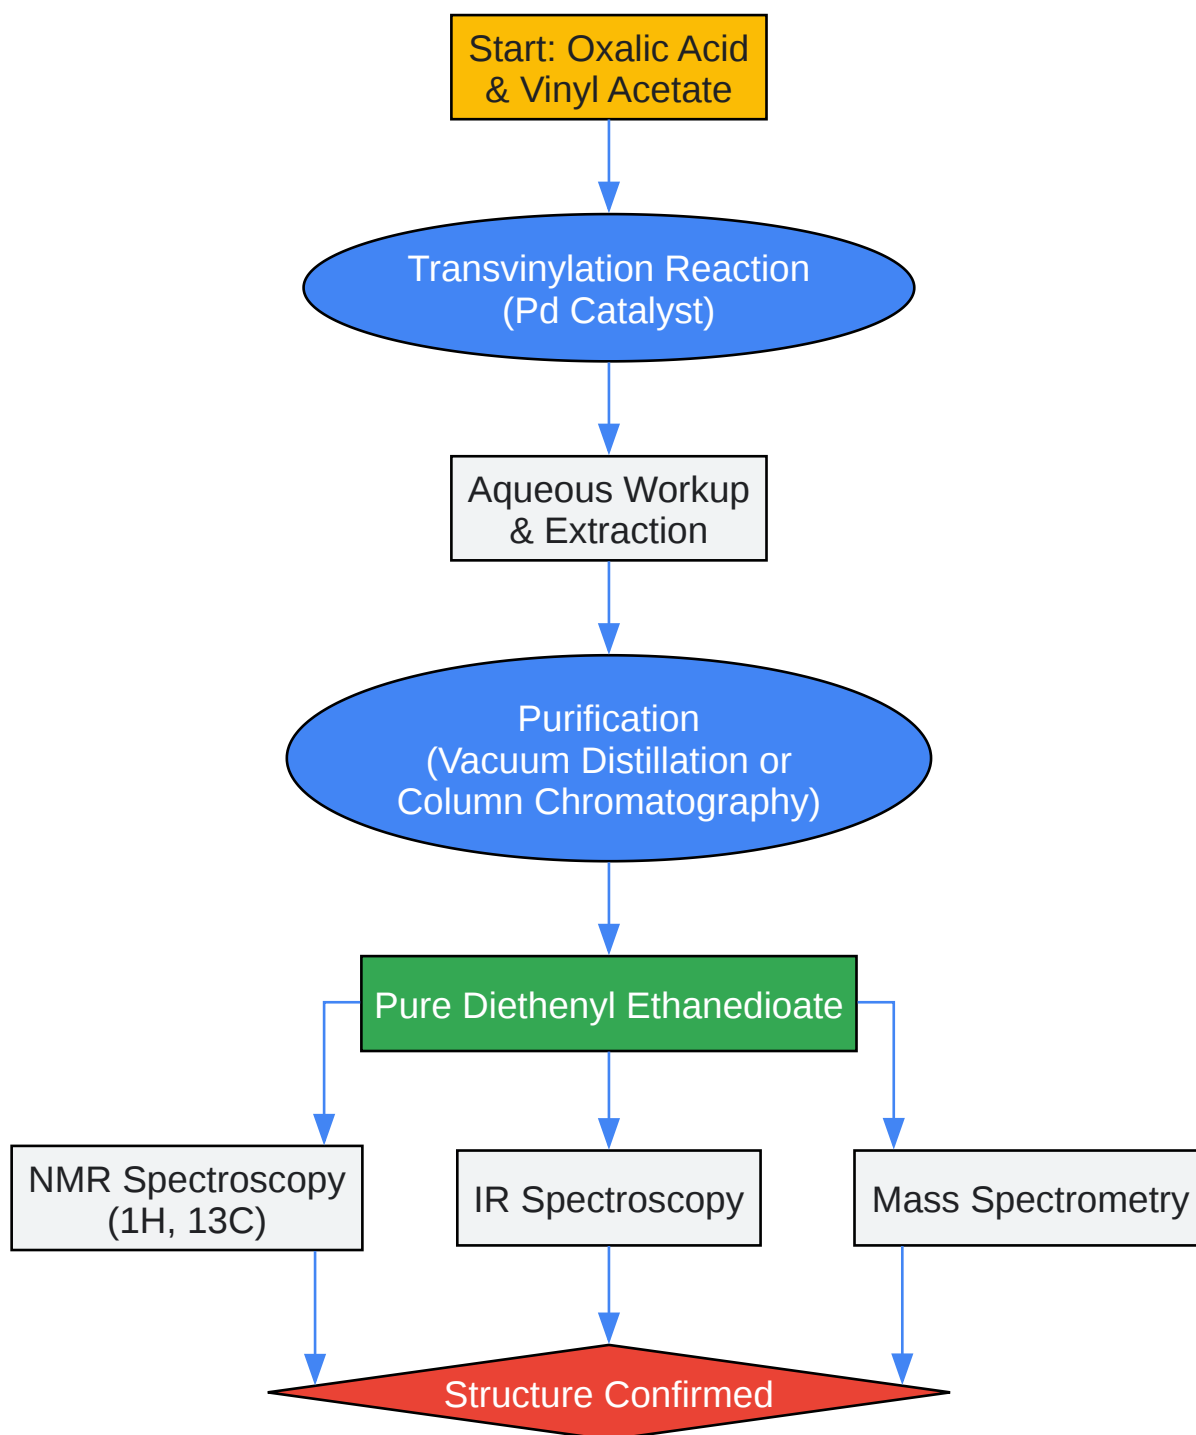 Start: Oxalic Acid
& Vinyl Acetate
Transvinylation Reaction
(Pd Catalyst)
Aqueous Workup
& Extraction
Purification
(Vacuum Distillation or
Column Chromatography)
Pure Diethenyl Ethanedioate
NMR Spectroscopy
(1H, 13C)
IR Spectroscopy
Mass Spectrometry
Structure Confirmed